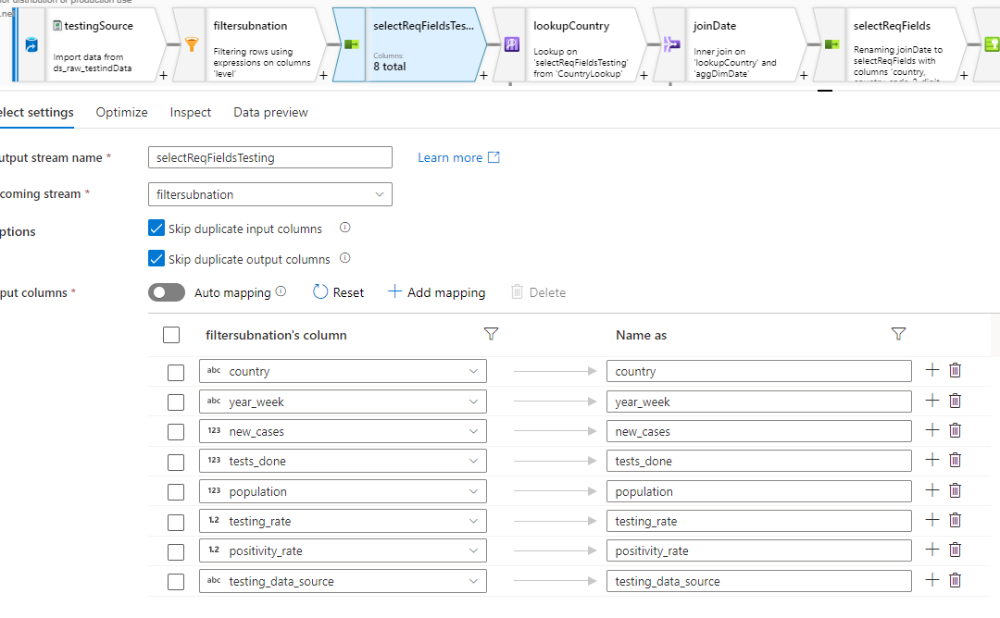 for distribution or production use
.ne
testingSource
Import data from
ds_raw_testindData
+
filtersubnation
Filtering rows using
expressions on columns
'level'
+
selectReqFieldsTes...
Columns:
8 total
+
lookupCountry
Lookup on
'selectReqFieldsTesting'
from 'CountryLookup'
+
joinDate
Inner join on
'lookupCountry' and
'aggDimDate'
+
selectReqFields
Renaming joinDate to
selectReqFields with
columns 'country,
country_code_2_digit,
+
elect settings Optimize Inspect Data preview
utput stream name * selectReqFieldsTesting Learn more
coming stream * filtersubnation
ptions Skip duplicate input columns
Skip duplicate output columns
put columns * Auto mapping Reset Add mapping Delete
filtersubnation's column Name as
abc country country
abc year_week year_week
123 new_cases new_cases
123 tests_done tests_done
123 population population
1.2 testing_rate testing_rate
1.2 positivity_rate positivity_rate
abc testing_data_source testing_data_source